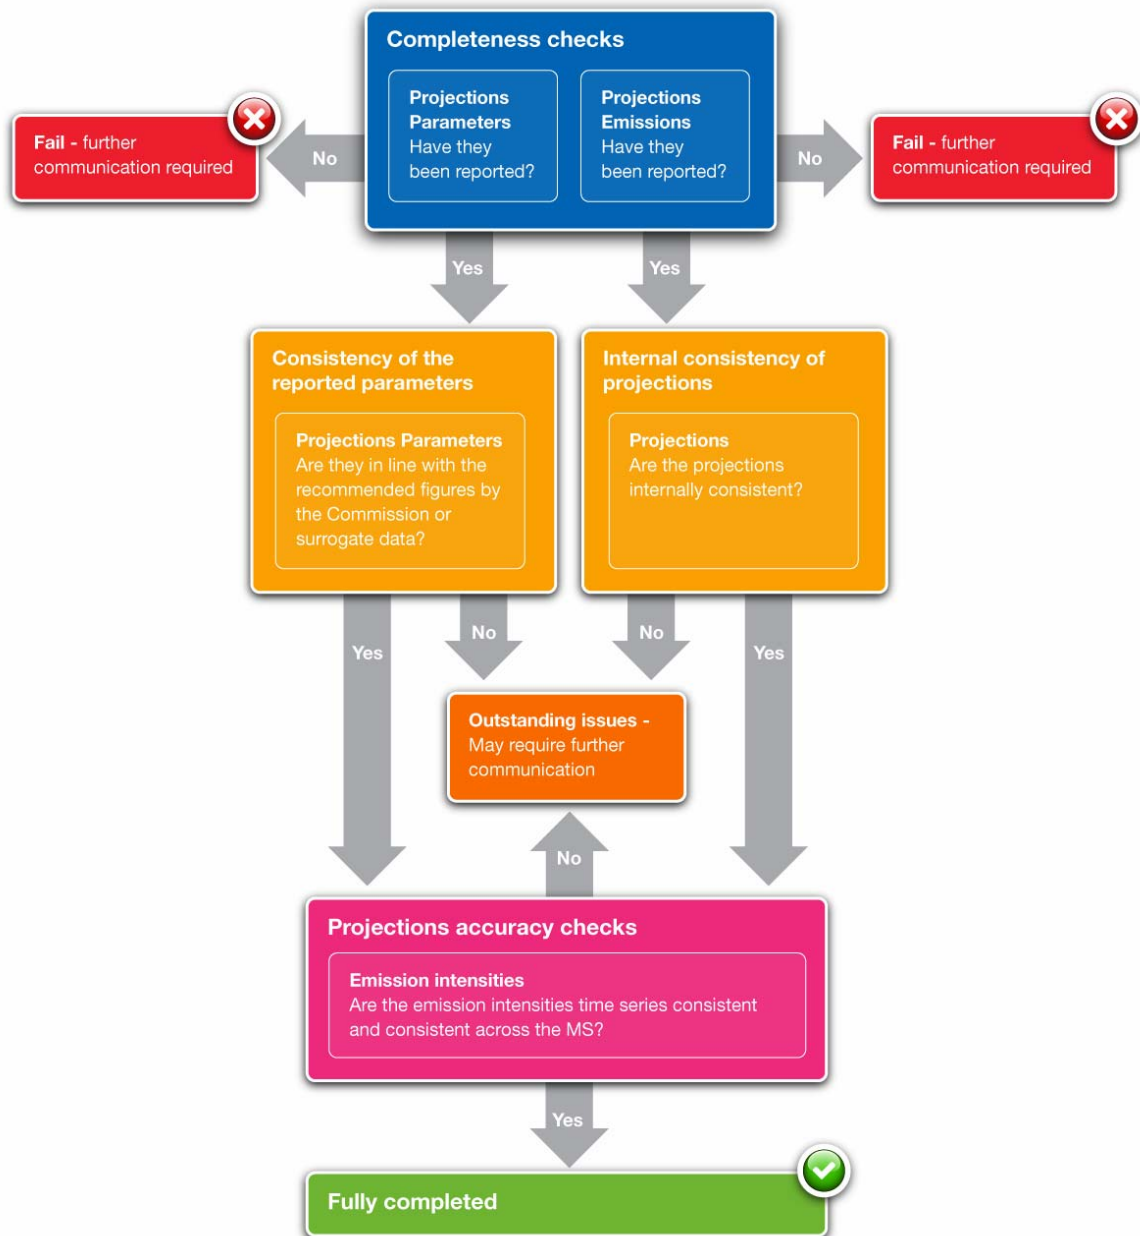 Completeness checks
Projections
Parameters
Have they
been reported?
Projections
Emissions
Have they
been reported?
Fail - further
communication required
No
No
Fail - further
communication required
Yes
Yes
Consistency of the
reported parameters
Projections Parameters
Are they in line with the
recommended figures by
the Commission or
surrogate data?
Internal consistency of
projections
Projections
Are the projections
internally consistent?
Yes
No
No
Yes
Outstanding issues -
May require further
communication
No
Projections accuracy checks
Emission intensities
Are the emission intensities time series consistent
and consistent across the MS?
Yes
Fully completed